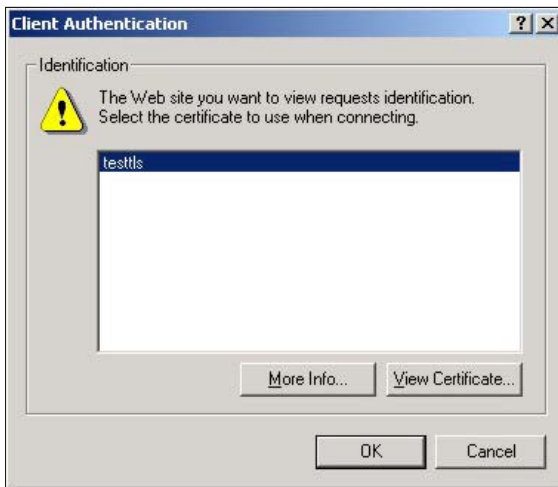 Client Authentication
Identification
The Web site you want to view requests identification.
Select the certificate to use when connecting.
testtls
More Info...
View Certificate...
OK
Cancel